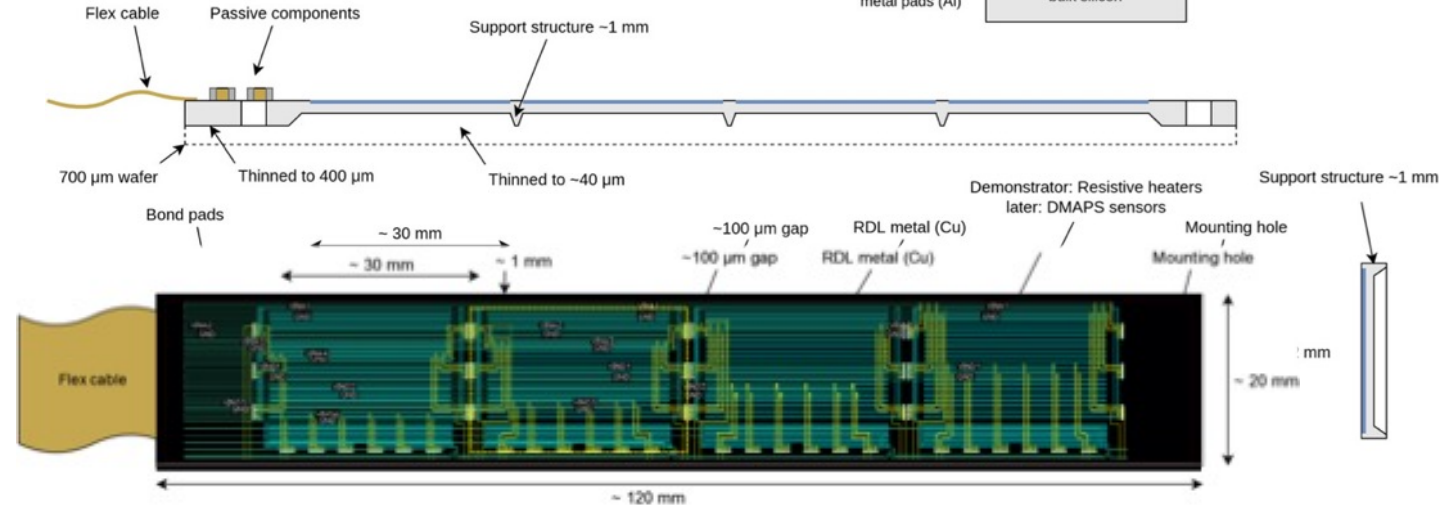 metal pads (Al)
Flex cable
Passive components
Support structure ~1 mm
700 µm wafer
Thinned to 400 µm
Thinned to ~40 µm
Bond pads
~ 30 mm
~100 µm gap
RDL metal (Cu)
Demonstrator: Resistive heaters
later: DMAPS sensors
Mounting hole
Support structure ~1 mm
~ 30 mm
~ 1 mm
~100 µm gap
RDL metal (Cu)
Mounting hole
Flex cable
~ 20 mm
mm
~ 120 mm